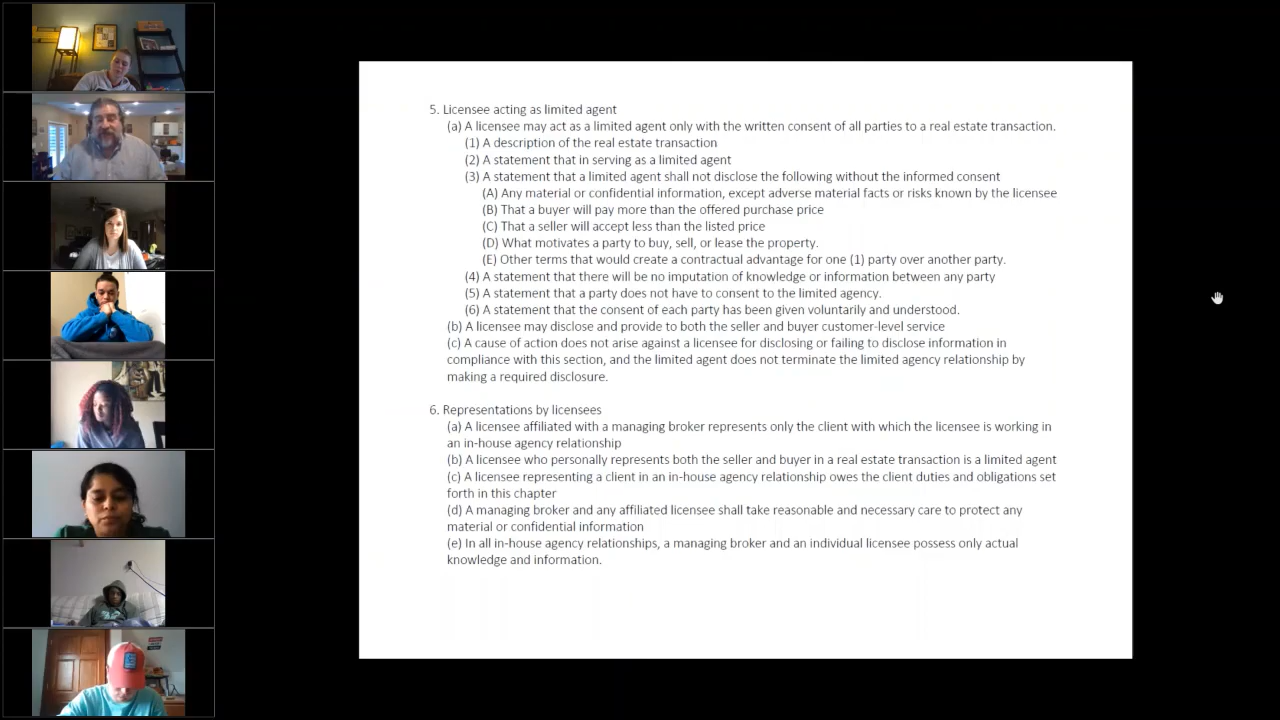 5. Licensee acting as limited agent
(a) A licensee may act as a limited agent only with the written consent of all parties to a real estate transaction.
(1) A description of the real estate transaction
(2) A statement that in serving as a limited agent
(3) A statement that a limited agent shall not disclose the following without the informed consent
(A) Any material or confidential information, except adverse material facts or risks known by the licensee
(B) That a buyer will pay more than the offered purchase price
(C) That a seller will accept less than the listed price
(D) What motivates a party to buy, sell, or lease the property.
(E) Other terms that would create a contractual advantage for one (1) party over another party.
(4) A statement that there will be no imputation of knowledge or information between any party
(5) A statement that a party does not have to consent to the limited agency.
(6) A statement that the consent of each party has been given voluntarily and understood.
(b) A licensee may disclose and provide to both the seller and buyer customer-level service
(c) A cause of action does not arise against a licensee for disclosing or failing to disclose information in
compliance with this section, and the limited agent does not terminate the limited agency relationship by
making a required disclosure.
6. Representations by licensees
(a) A licensee affiliated with a managing broker represents only the client with which the licensee is working in
an in-house agency relationship
(b) A licensee who personally represents both the seller and buyer in a real estate transaction is a limited agent
(c) A licensee representing a client in an in-house agency relationship owes the client duties and obligations set
forth in this chapter
(d) A managing broker and any affiliated licensee shall take reasonable and necessary care to protect any
material or confidential information
(e) In all in-house agency relationships, a managing broker and an individual licensee possess only actual
knowledge and information.